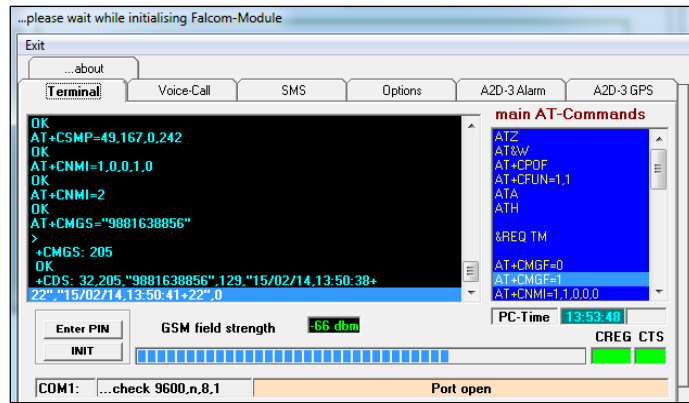 ...please wait while initialising Falcom-Module
Exit
...about
Terminal
Voice-Call
SMS
Options
A2D-3 Alarm
A2D-3 GPS
OK
AT+CSMP=49,167,0,242
OK
AT+CNMI=1,0,0,1,0
OK
AT+CNMI=2
OK
AT+CMGS="9881638856"
>
+CMGS: 205
OK
+CDS: 32,205,"9881638856",129,"15/02/14,13:50:38+
22","15/02/14,13:50:41+22",0
main AT-Commands
ATZ
AT&W
AT+CPOF
AT+CFUN=1,1
ATA
ATH
&REQ TM
AT+CMGF=0
AT+CMGF=1
AT+CNMI=1,1,0,0,0
PC-Time 13:53:48
Enter PIN
INIT
GSM field strength -66 dbm
CREG CTS
COM1: ...check 9600,n,8,1 Port open